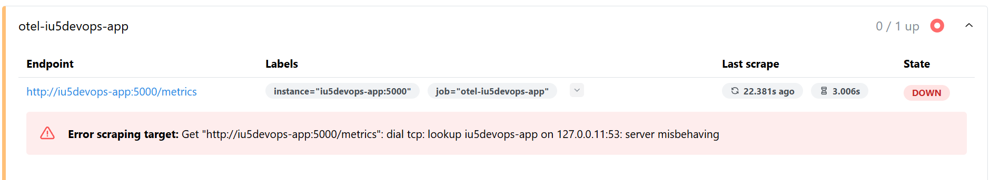 otel-iu5devops-app 0 / 1 up
Endpoint Labels Last scrape State
http://iu5devops-app:5000/metrics instance="iu5devops-app:5000" job="otel-iu5devops-app" 22.381s ago 3.006s DOWN
Error scraping target: Get "http://iu5devops-app:5000/metrics": dial tcp: lookup iu5devops-app on 127.0.0.11:53: server misbehaving